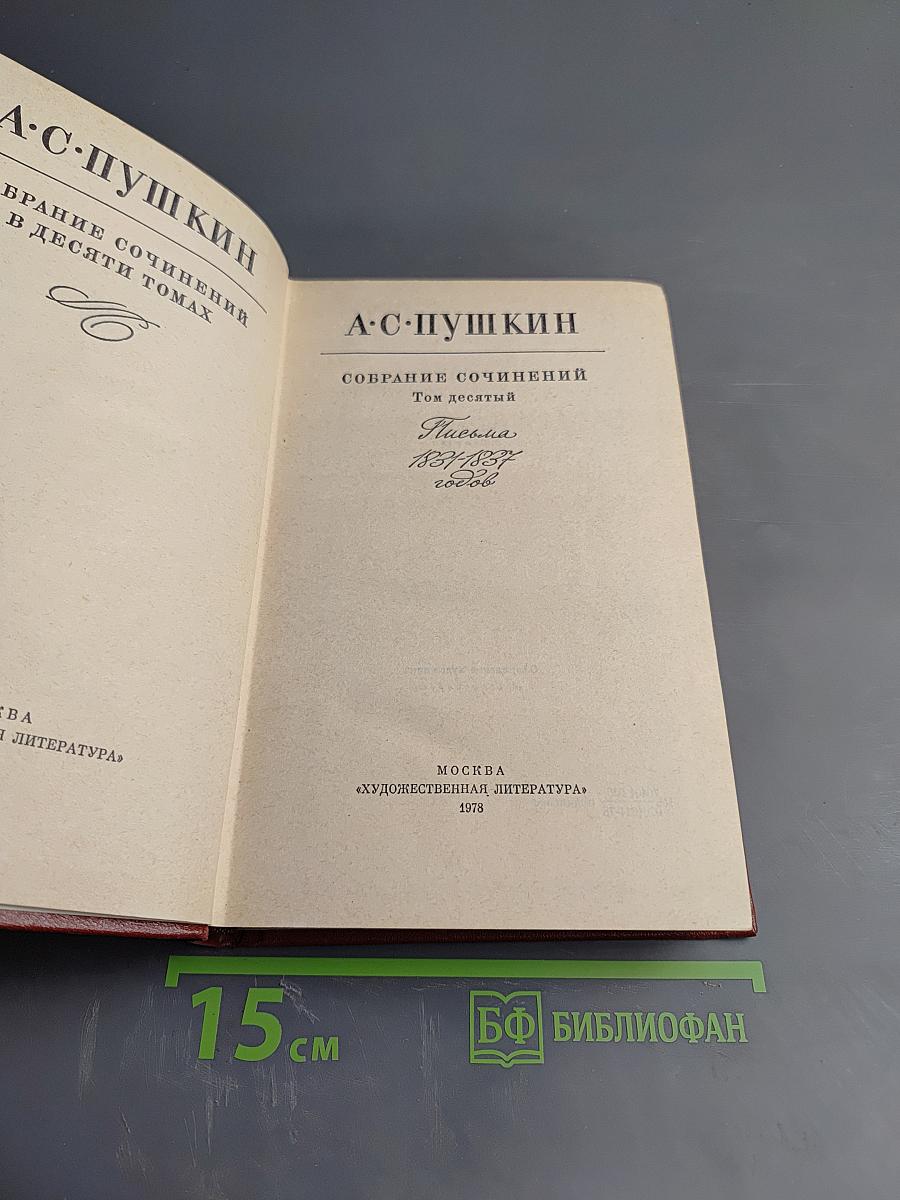 А·С·ПУШКИН
БРАНИЕ СОЧИНЕНИЙ
В ДЕСЯТИ ТОМАХ
КВА
Я ЛИТЕРАТУРА»
А·С·ПУШКИН
СОБРАНИЕ СОЧИНЕНИЙ
Том десятый
Письма
1831-1837
годов
МОСКВА
«ХУДОЖЕСТВЕННАЯ ЛИТЕРАТУРА»
1978
15 см
БФ БИБЛИОФАН